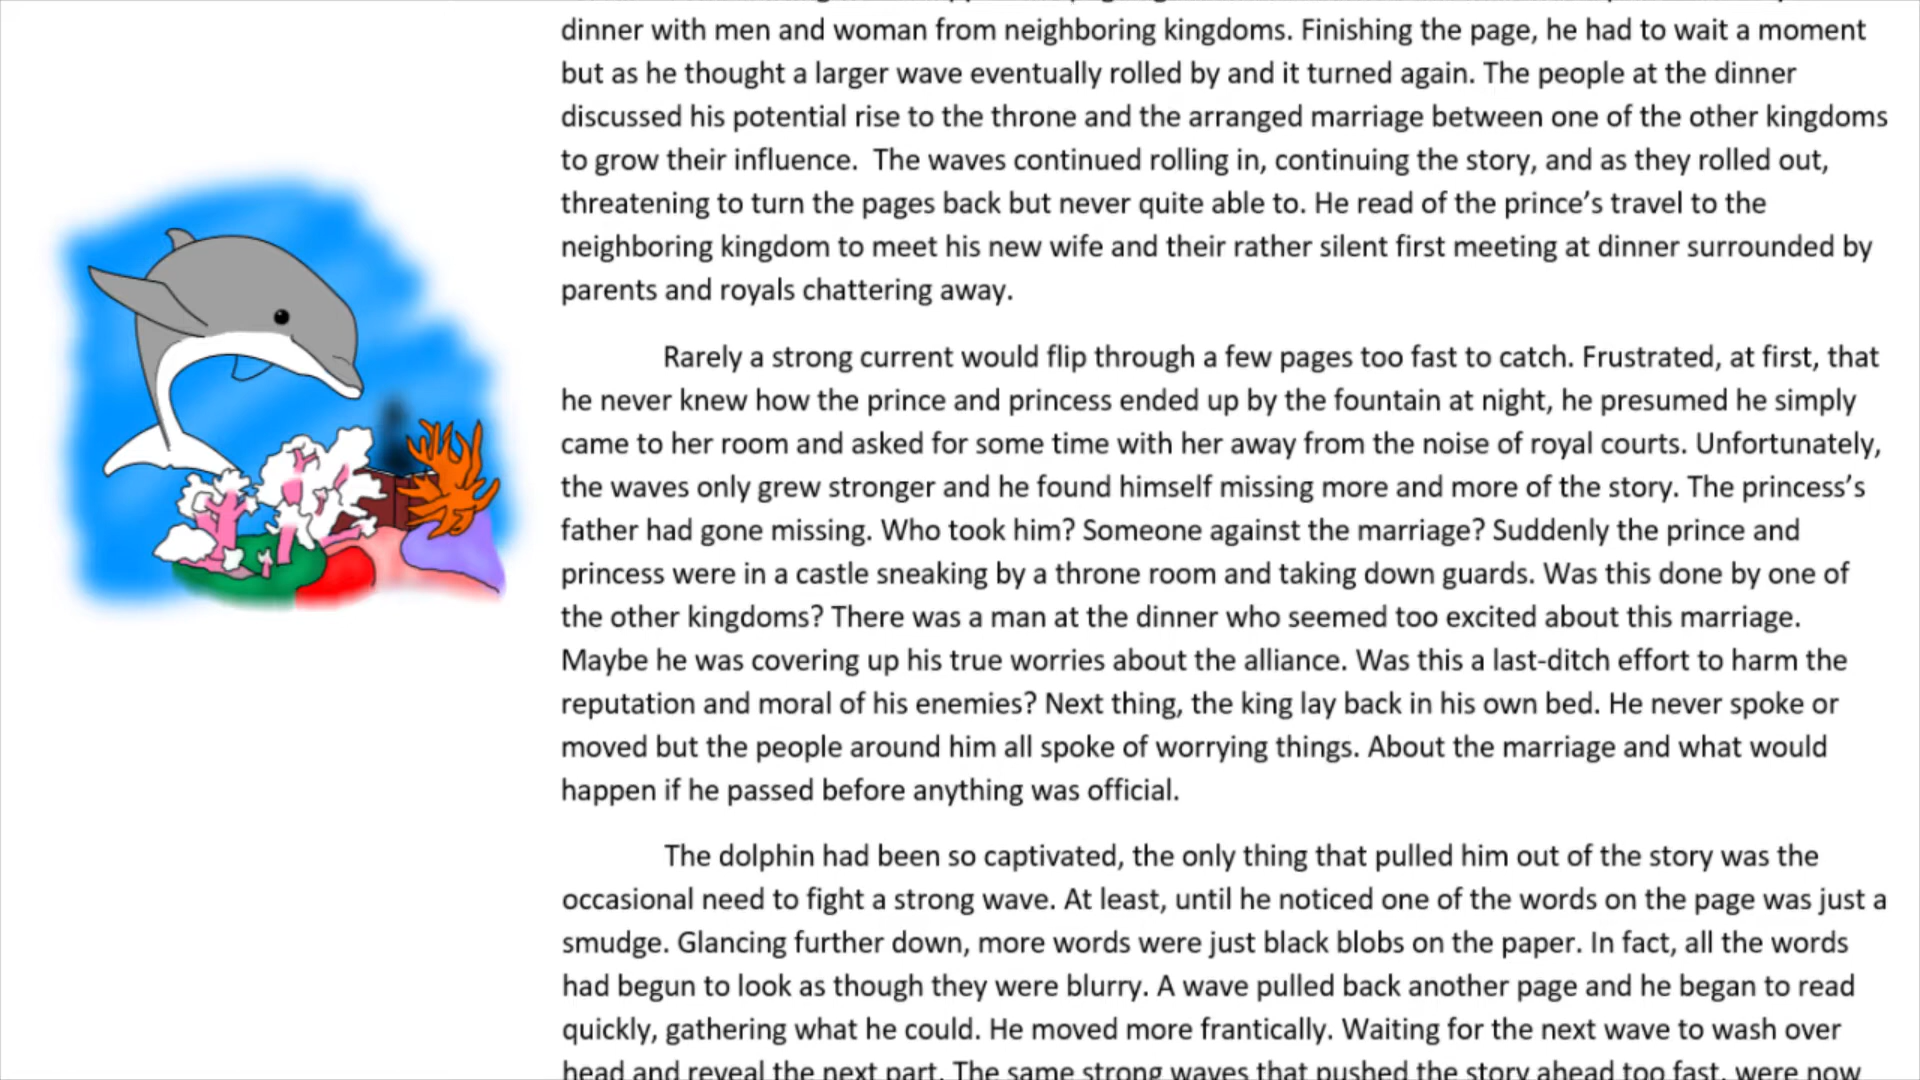 dinner with men and woman from neighboring kingdoms. Finishing the page, he had to wait a moment
but as he thought a larger wave eventually rolled by and it turned again. The people at the dinner
discussed his potential rise to the throne and the arranged marriage between one of the other kingdoms
to grow their influence.  The waves continued rolling in, continuing the story, and as they rolled out,
threatening to turn the pages back but never quite able to. He read of the prince’s travel to the
neighboring kingdom to meet his new wife and their rather silent first meeting at dinner surrounded by
parents and royals chattering away.
Rarely a strong current would flip through a few pages too fast to catch. Frustrated, at first, that
he never knew how the prince and princess ended up by the fountain at night, he presumed he simply
came to her room and asked for some time with her away from the noise of royal courts. Unfortunately,
the waves only grew stronger and he found himself missing more and more of the story. The princess’s
father had gone missing. Who took him? Someone against the marriage? Suddenly the prince and
princess were in a castle sneaking by a throne room and taking down guards. Was this done by one of
the other kingdoms? There was a man at the dinner who seemed too excited about this marriage.
Maybe he was covering up his true worries about the alliance. Was this a last-ditch effort to harm the
reputation and moral of his enemies? Next thing, the king lay back in his own bed. He never spoke or
moved but the people around him all spoke of worrying things. About the marriage and what would
happen if he passed before anything was official.
The dolphin had been so captivated, the only thing that pulled him out of the story was the
occasional need to fight a strong wave. At least, until he noticed one of the words on the page was just a
smudge. Glancing further down, more words were just black blobs on the paper. In fact, all the words
had begun to look as though they were blurry. A wave pulled back another page and he began to read
quickly, gathering what he could. He moved more frantically. Waiting for the next wave to wash over
head and reveal the next part. The same strong waves that pushed the story ahead too fast, were now